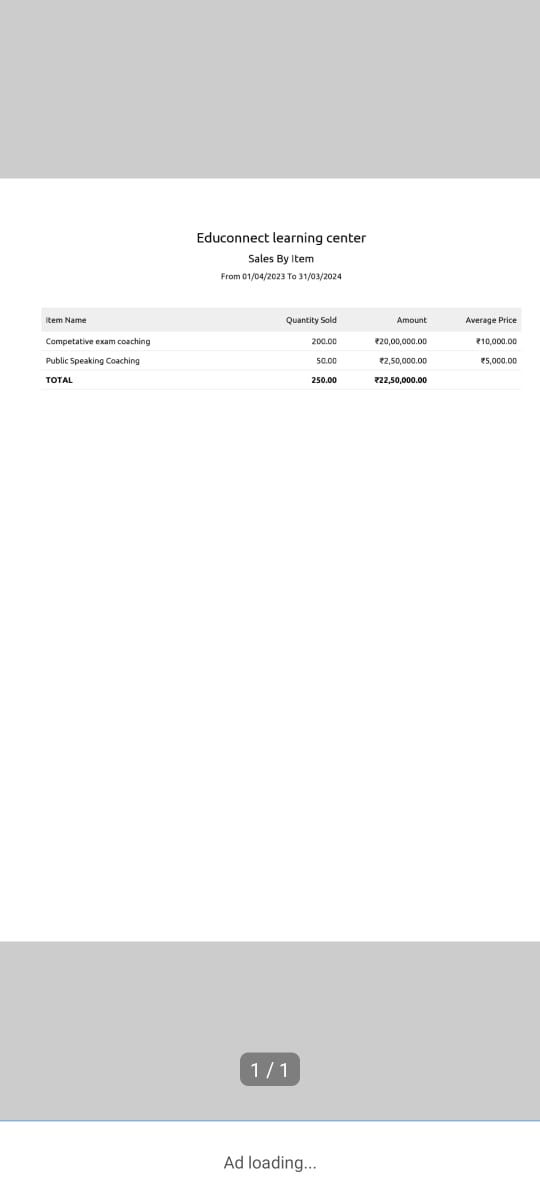 Educonnect learning center
Sales By Item
From 01/04/2023 To 31/03/2024
Item Name Quantity Sold Amount Average Price
Competative exam coaching 200.00 ₹20,00,000.00 ₹10,000.00
Public Speaking Coaching 50.00 ₹2,50,000.00 ₹5,000.00
TOTAL 250.00 ₹22,50,000.00
1 / 1
Ad loading...